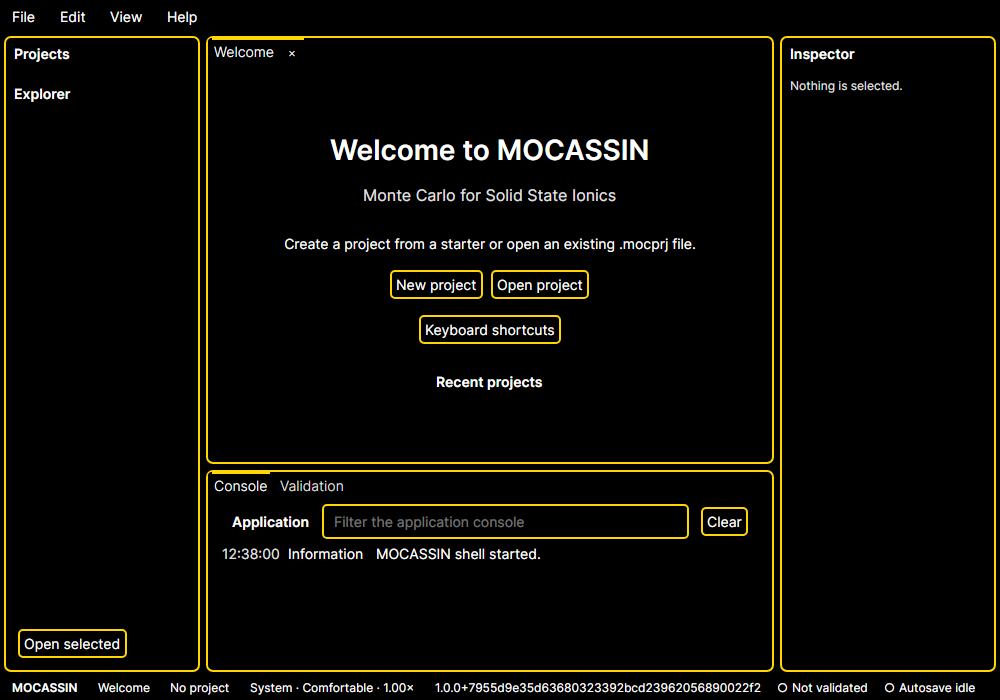 File Edit View Help
Projects
Explorer
Open selected
Welcome ×
Welcome to MOCASSIN
Monte Carlo for Solid State Ionics
Create a project from a starter or open an existing .mocprj file.
New project Open project
Keyboard shortcuts
Recent projects
Console Validation
Application Filter the application console Clear
12:38:00 Information MOCASSIN shell started.
Inspector
Nothing is selected.
MOCASSIN Welcome No project System · Comfortable · 1.00× 1.0.0+7955d9e35d63680323392bcd23962056890022f2 Not validated Autosave idle